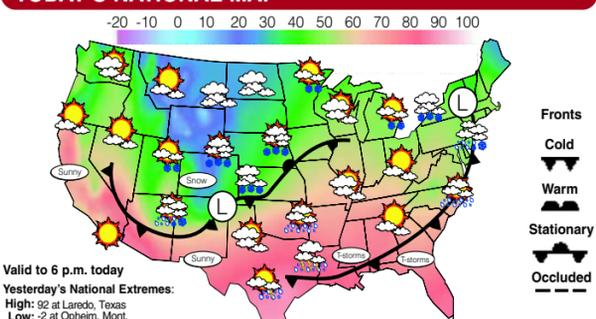 TODAY'S NATIONAL MAP
-20 -10 0 10 20 30 40 50 60 70 80 90 100
L
Fronts
Cold
Sunny
Snow
Warm
L
Stationary
Sunny
T-storms
T-storms
Occluded
Valid to 6 p.m. today
Yesterday's National Extremes:
High: 92 at Laredo, Texas
Low: -2 at Opheim, Mont.